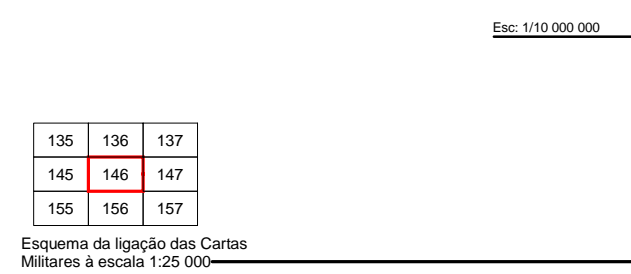 Esc: 1/10 000 000
135 136 137
145 146 147
155 156 157
Esquema da ligação das Cartas
Militares à escala 1:25 000